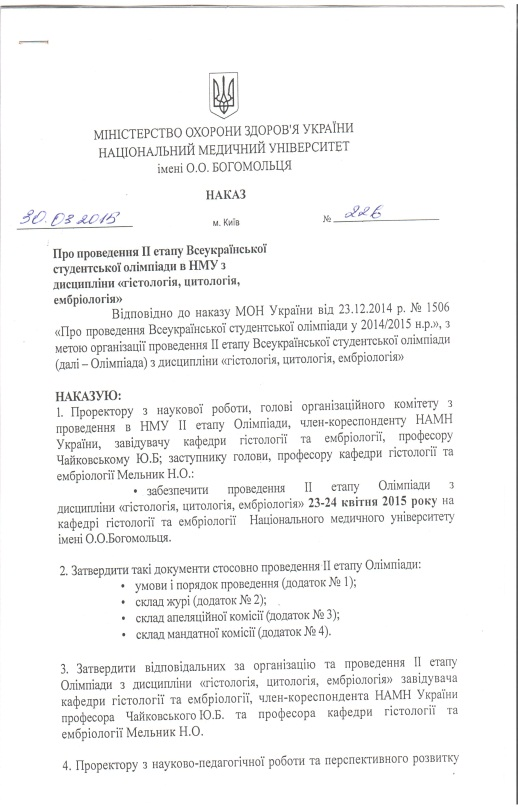 МІНІСТЕРСТВО ОХОРОНИ ЗДОРОВ'Я УКРАЇНИ
НАЦІОНАЛЬНИЙ МЕДИЧНИЙ УНІВЕРСИТЕТ
імені О.О. БОГОМОЛЬЦЯ
НАКАЗ
30.03.2015 м. Київ № 226
Про проведення ІІ етапу Всеукраїнської
студентської олімпіади в НМУ з
дисципліни «гістологія, цитологія,
ембріологія»
Відповідно до наказу МОН України від 23.12.2014 р. № 1506
«Про проведення Всеукраїнської студентської олімпіади у 2014/2015 н.р.», з
метою організації проведення ІІ етапу Всеукраїнської студентської олімпіади
(далі – Олімпіада) з дисципліни «гістологія, цитологія, ембріологія»
НАКАЗУЮ:
1. Проректору з наукової роботи, голові організаційного комітету з
проведення в НМУ ІІ етапу Олімпіади, член-кореспонденту НАМН
України, завідувачу кафедри гістології та ембріології, професору
Чайковському Ю.Б; заступнику голови, професору кафедри гістології та
ембріології Мельник Н.О.:
• забезпечити проведення ІІ етапу Олімпіади з
дисципліни «гістологія, цитологія, ембріологія» 23-24 квітня 2015 року на
кафедрі гістології та ембріології Національного медичного університету
імені О.О.Богомольця.
2. Затвердити такі документи стосовно проведення ІІ етапу Олімпіади:
• умови і порядок проведення (додаток № 1);
• склад журі (додаток № 2);
• склад апеляційної комісії (додаток № 3);
• склад мандатної комісії (додаток № 4).
3. Затвердити відповідальних за організацію та проведення ІІ етапу
Олімпіади з дисципліни «гістологія, цитологія, ембріологія» завідувача
кафедри гістології та ембріології, член-кореспондента НАМН України
професора Чайковського Ю.Б. та професора кафедри гістології та
ембріології Мельник Н.О.
4. Проректору з науково-педагогічної роботи та перспективного розвитку